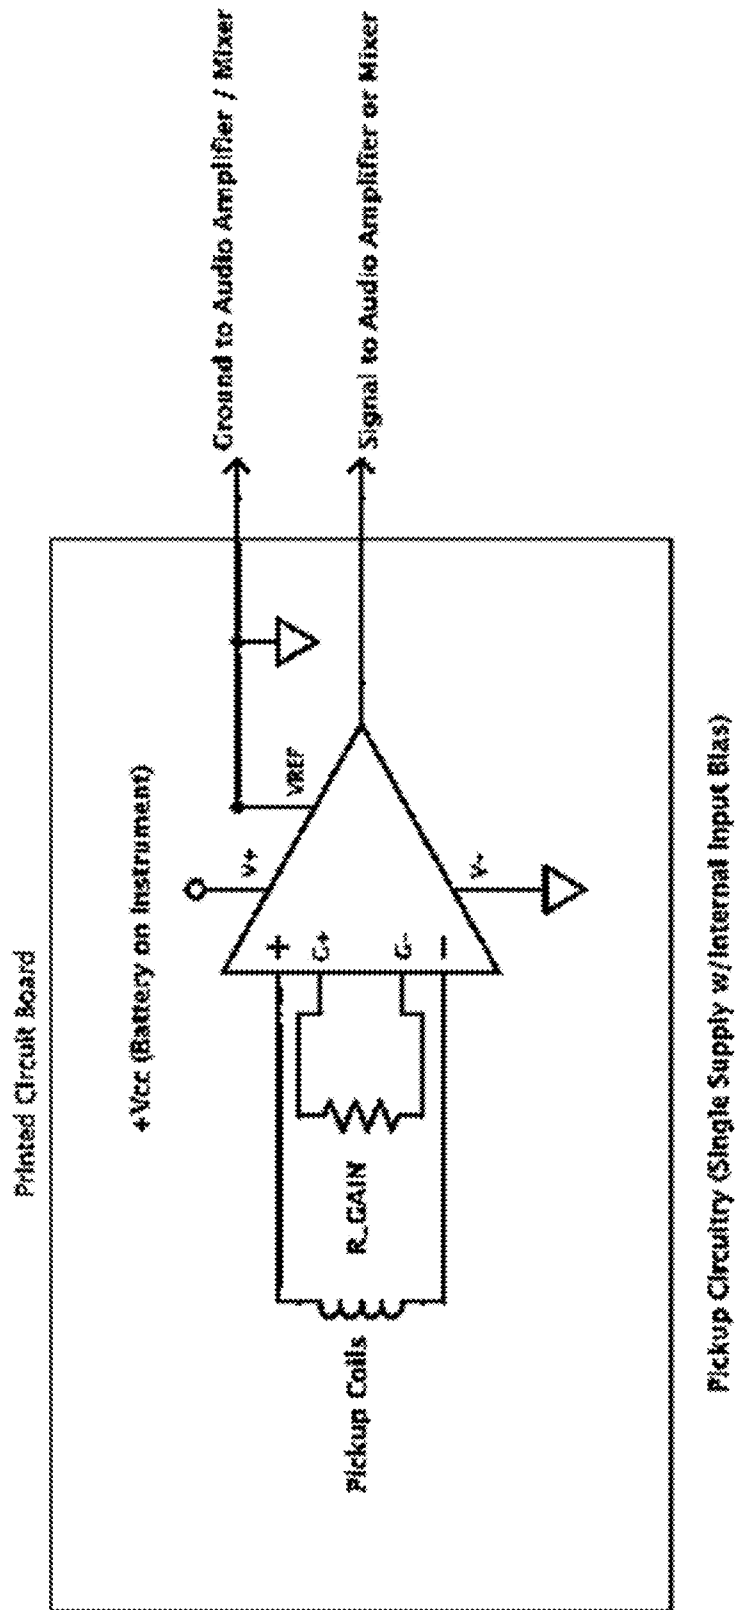 Printed Circuit Board
+Vcc (Battery on Instrument)
Ground to Audio Amplifier / Mixer
Signal to Audio Amplifier or Mixer
V+
VREF
+
G+
G-
−
V-
R_GAIN
Pickup Coils
Pickup Circuitry (Single Supply w/Internal Input Bias)